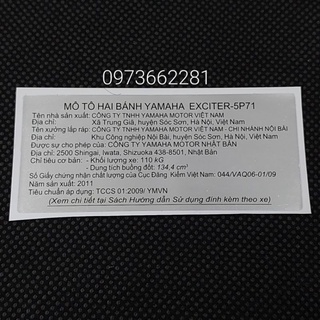 0973662281
MÔ TÔ HAI BÁNH YAMAHA EXCITER-5P71
Tên nhà sản xuất: CÔNG TY TNHH YAMAHA MOTOR VIỆT NAM
Địa chỉ: Xã Trung Giã, huyện Sóc Sơn, Hà Nội, Việt Nam
Tên xưởng lắp ráp: CÔNG TY TNHH YAMAHA MOTOR VIỆT NAM - CHI NHÁNH NỘI BÀI
Địa chỉ: Khu Công nghiệp Nội Bài, huyện Sóc Sơn, Hà Nội, Việt Nam
Được sự cho phép của: CÔNG TY YAMAHA MOTOR NHẬT BẢN
Địa chỉ: 2500 Shingai, Iwata, Shizuoka 438-8501, Nhật Bản
Chỉ tiêu cơ bản: - Khối lượng xe: 110 kG
- Dung tích buồng đốt: 134,4 cm³
Số Giấy chứng nhận chất lượng của Cục Đăng Kiểm Việt Nam: 044/VAQ06-01/09
Năm sản xuất: 2011
Tiêu chuẩn áp dụng: TCCS 01:2009/ YMVN
(Xem chi tiết tại Sách Hướng dẫn Sử dụng đính kèm theo xe)